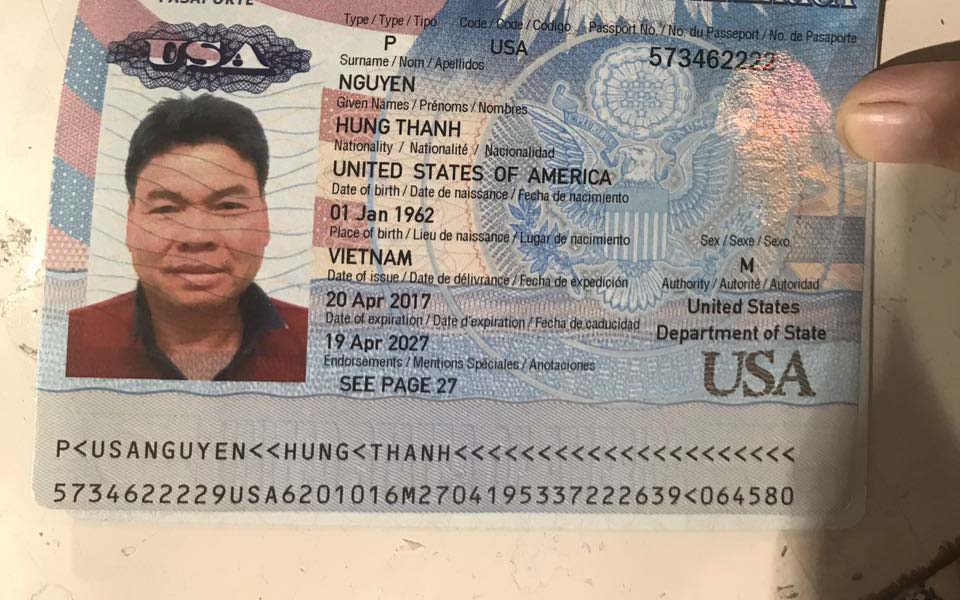 PASAPORTE
USA
Type / Type / Tipo Code / Code / Código Passport No. / No. du Passeport / No. de Pasaporte
P USA 573462222
Surname / Nom / Apellidos
NGUYEN
Given Names / Prénoms / Nombres
HUNG THANH
Nationality / Nationalité / Nacionalidad
UNITED STATES OF AMERICA
Date of birth / Date de naissance / Fecha de nacimiento
01 Jan 1962
Place of birth / Lieu de naissance / Lugar de nacimiento Sex / Sexe / Sexo
VIETNAM M
Date of issue / Date de délivrance / Fecha de expedición Authority / Autorité / Autoridad
20 Apr 2017 United States
Date of expiration / Date d'expiration / Fecha de caducidad Department of State
19 Apr 2027 USA
Endorsements / Mentions Spéciales / Anotaciones
SEE PAGE 27
P<USANGUYEN<<HUNG<THANH<<<<<<<<<<<<<<<<<<<<<
5734622229USA6201016M2704195337222639<064580